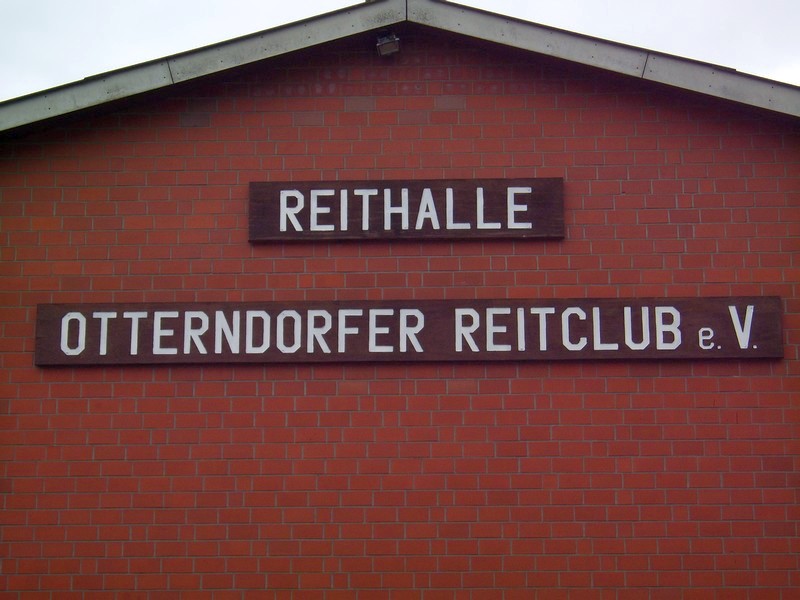 REITHALLE
OTTERNDORFER REITCLUB e. V.